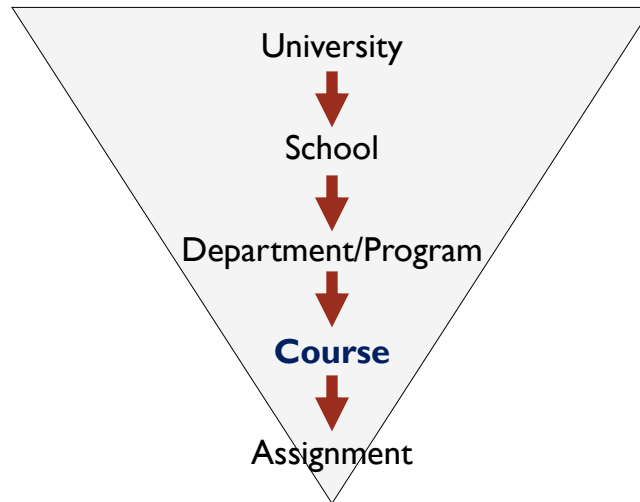 University
School
Department/Program
Course
Assignment